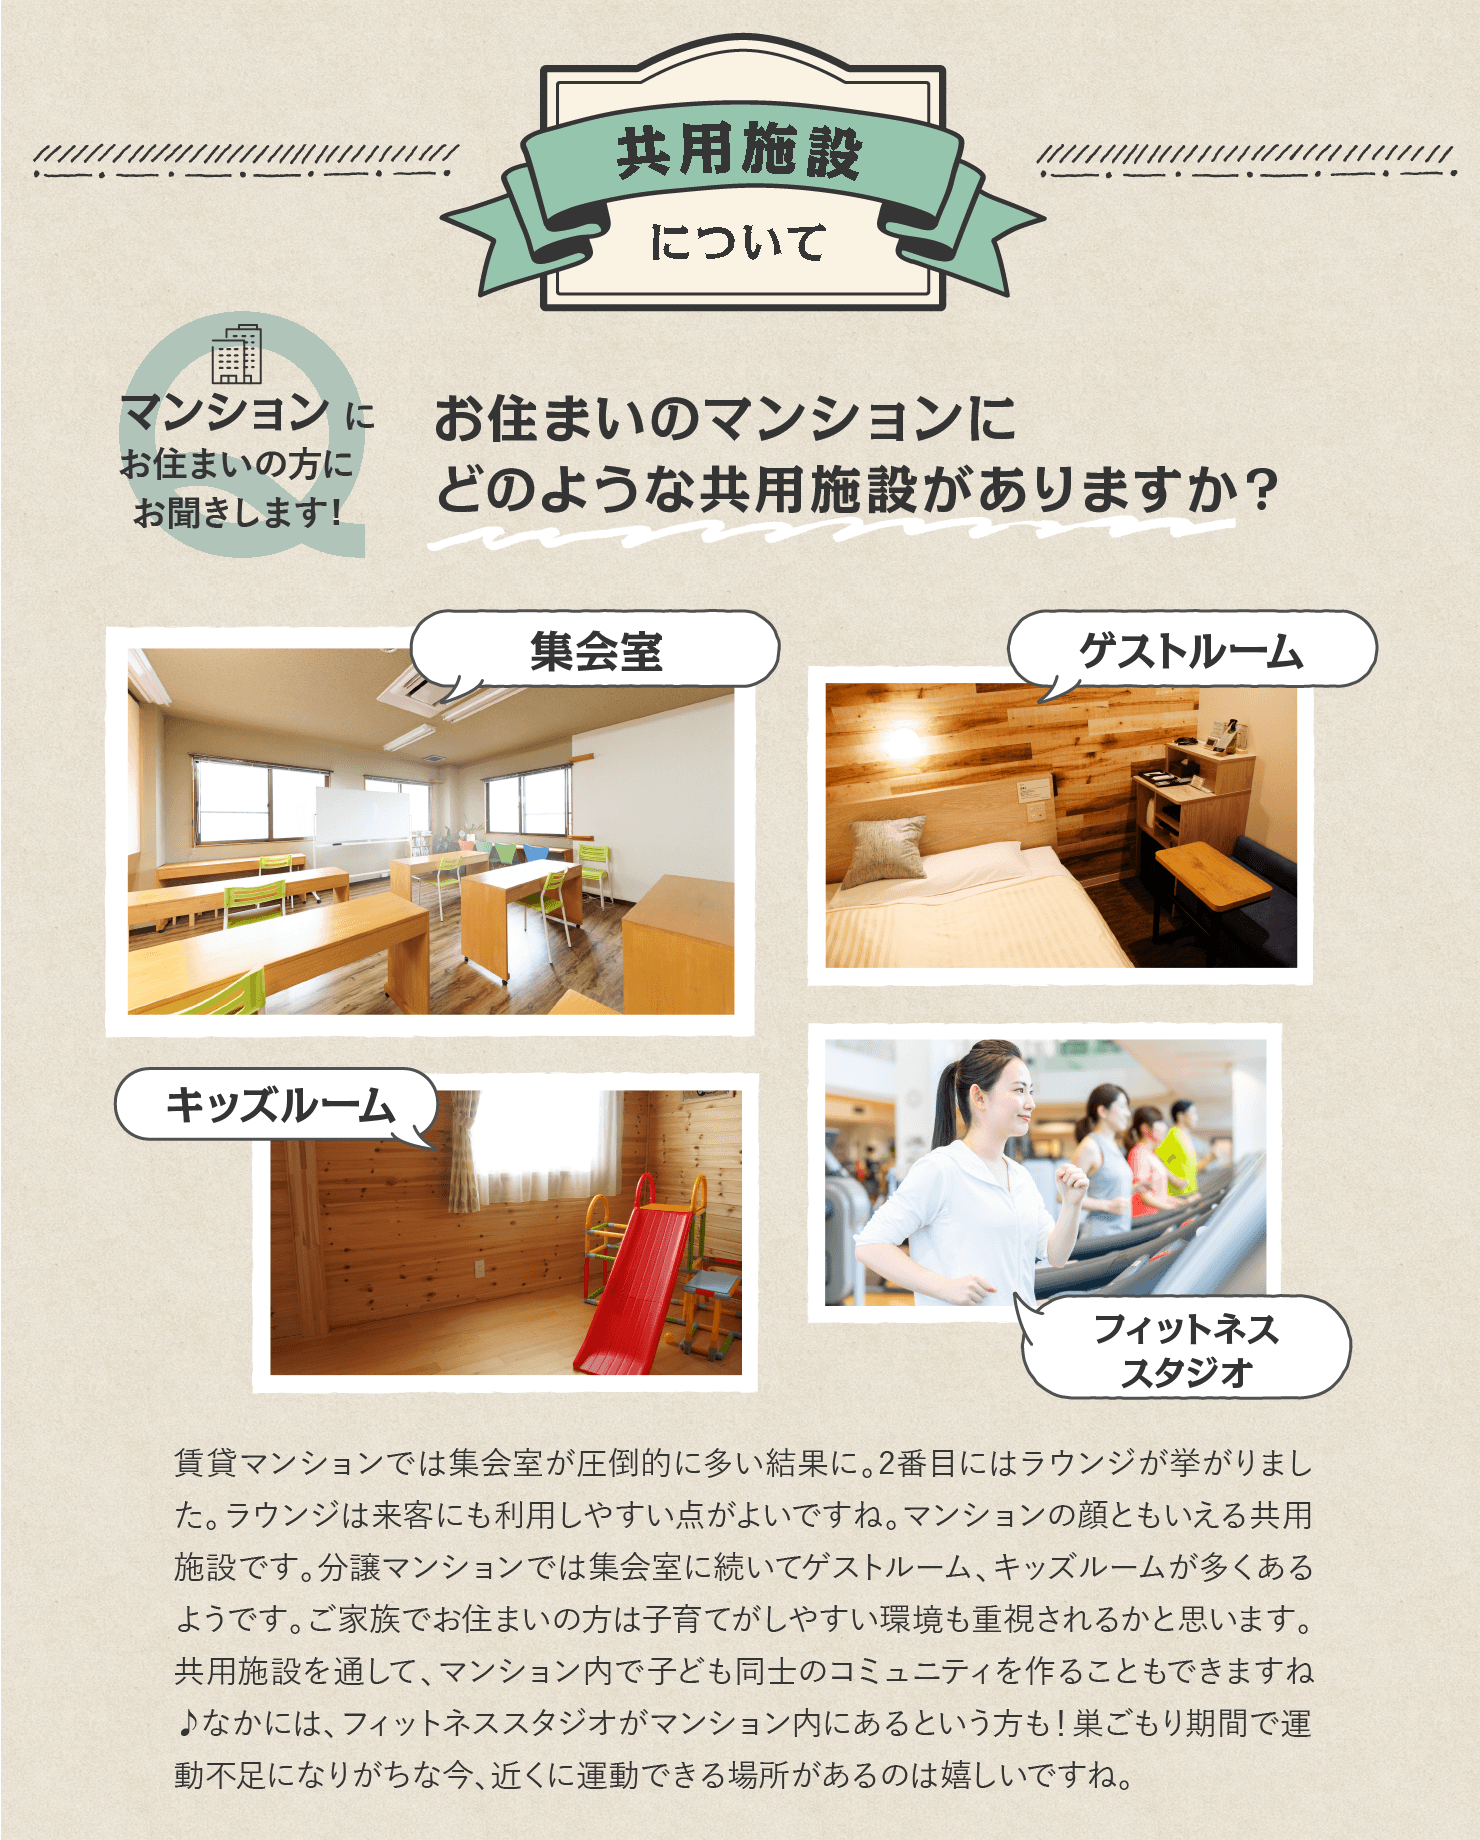 共用施設
について
マンションに
お住まいの方に
お聞きします!
お住まいのマンションに
どのような共用施設がありますか?
集会室
ゲストルーム
キッズルーム
フィットネス
スタジオ
賃貸マンションでは集会室が圧倒的に多い結果に。2番目にはラウンジが挙がりまし
た。ラウンジは来客にも利用しやすい点がよいですね。マンションの顔ともいえる共用
施設です。分譲マンションでは集会室に続いてゲストルーム、キッズルームが多くある
ようです。ご家族でお住まいの方は子育てがしやすい環境も重視されるかと思います。
共用施設を通して、マンション内で子ども同士のコミュニティを作ることもできますね
♪なかには、フィットネススタジオがマンション内にあるという方も!巣ごもり期間で運
動不足になりがちな今、近くに運動できる場所があるのは嬉しいですね。